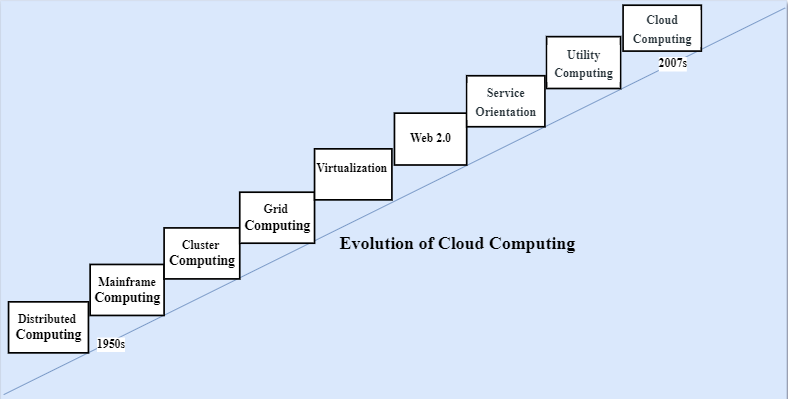 Cloud
Computing
2007s
Utility
Computing
Service
Orientation
Web 2.0
Virtualization
Grid
Computing
Evolution of Cloud Computing
Cluster
Computing
Mainframe
Computing
Distributed
Computing
1950s